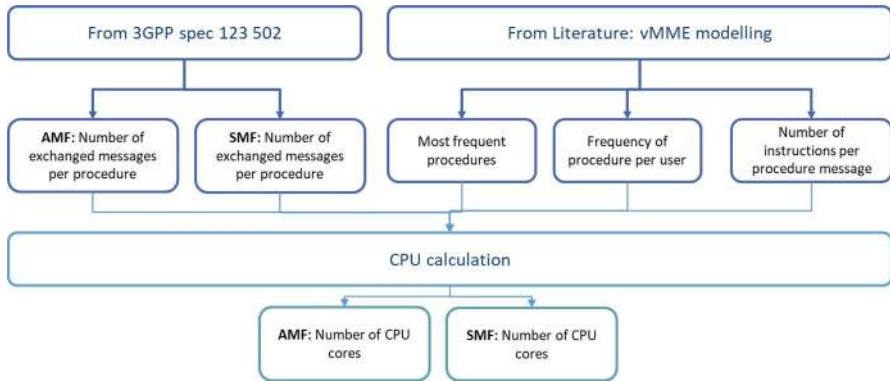 From 3GPP spec 123 502
From Literature: vMME modelling
AMF: Number of
exchanged messages
per procedure
SMF: Number of
exchanged messages
per procedure
Most frequent
procedures
Frequency of
procedure per user
Number of
instructions per
procedure message
CPU calculation
AMF: Number of CPU
cores
SMF: Number of CPU
cores